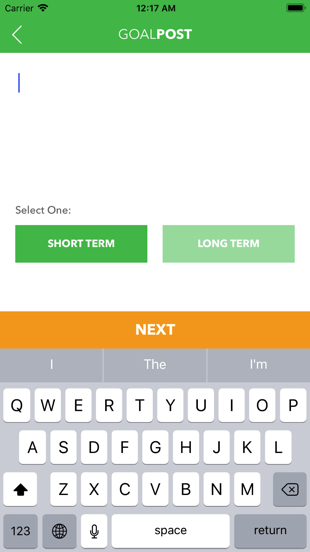 Carrier 12:17 AM
GOALPOST
Select One:
SHORT TERM LONG TERM
NEXT
I The I'm
Q W E R T Y U I O P
A S D F G H J K L
Z X C V B N M
123 space return